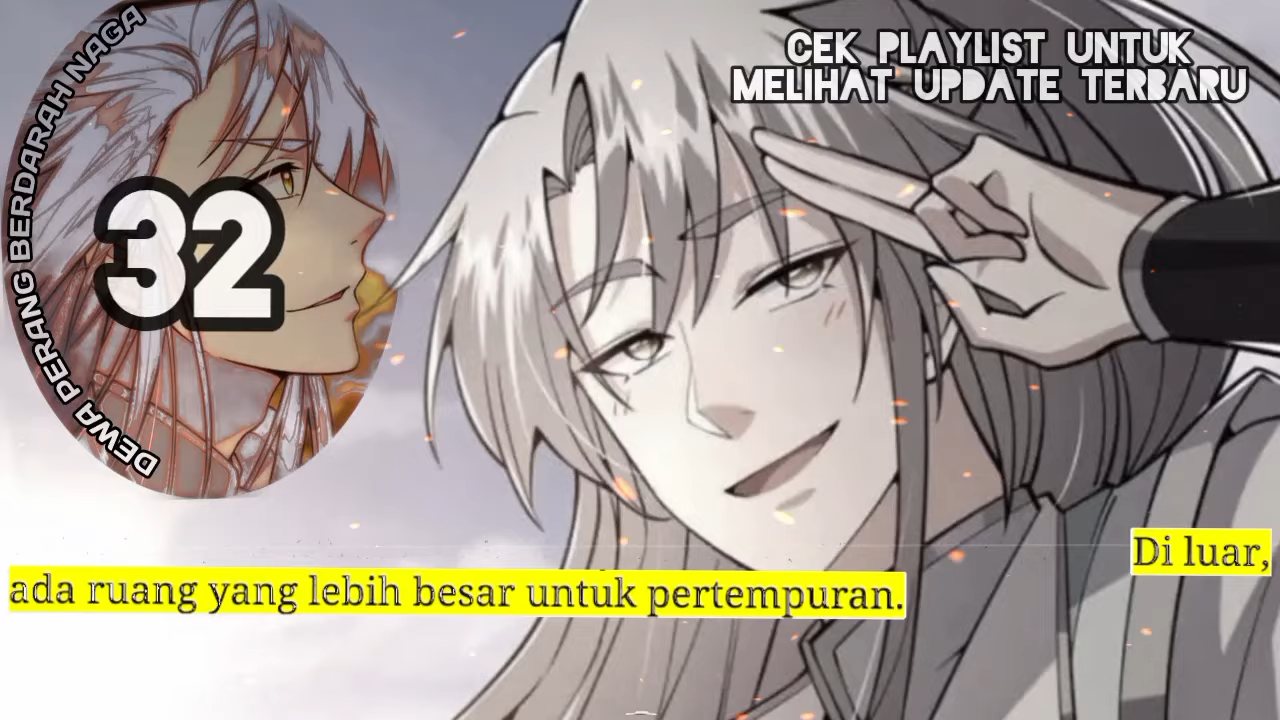 DEWA PERANG BERDARAH NAGA
32
CEK PLAYLIST UNTUK
MELIHAT UPDATE TERBARU
Di luar,
ada ruang yang lebih besar untuk pertempuran.